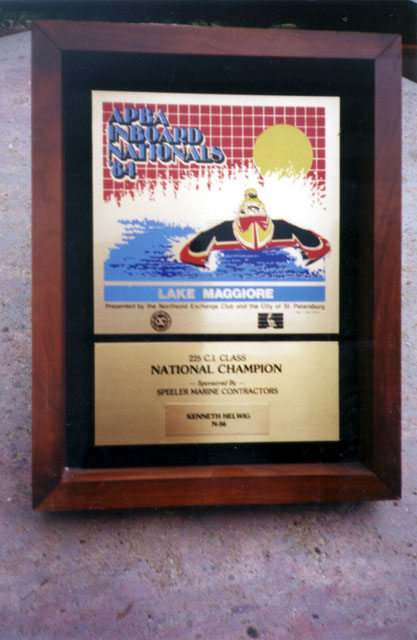 APBA
INBOARD
NATIONALS
'84
LAKE MAGGIORE
Presented by the Northeast Exchange Club and the City of St. Petersburg
225 C.I. CLASS
NATIONAL CHAMPION
— Sponsored By —
SPEELER MARINE CONTRACTORS
KENNETH HELWIG
N-56